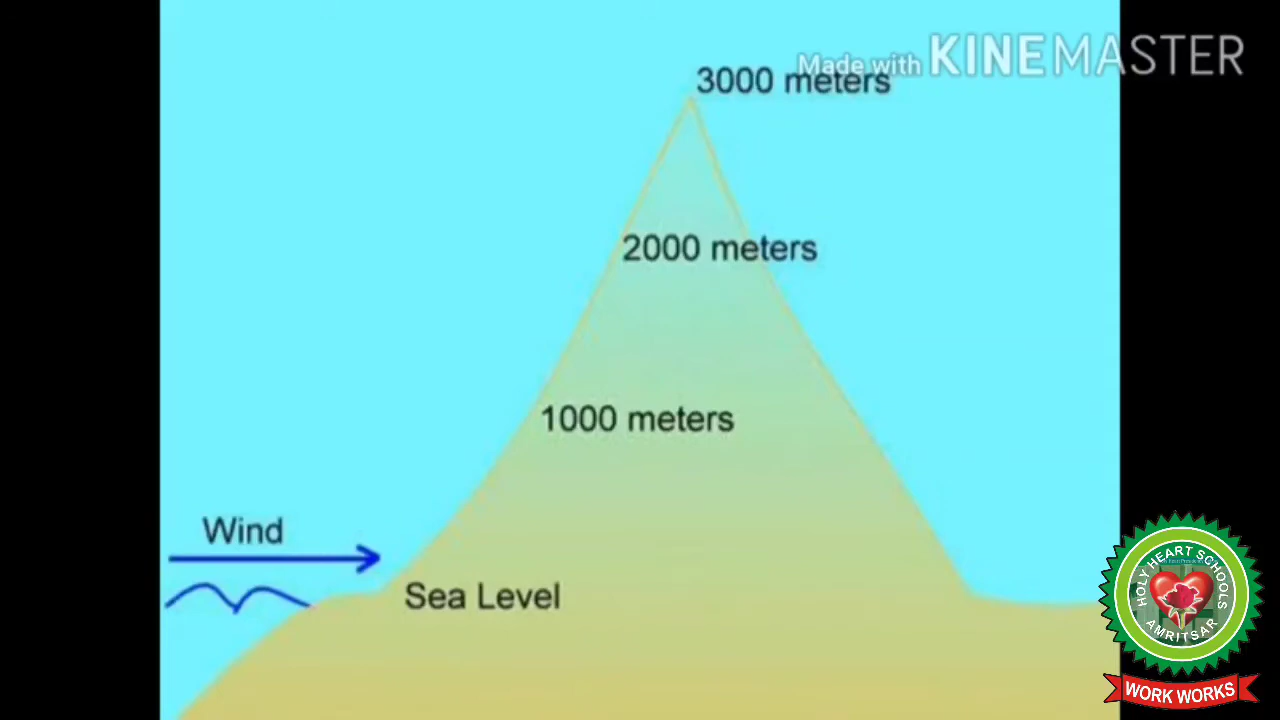 Made with KINEMASTER
3000 meters
2000 meters
1000 meters
Wind
Sea Level
HOLY HEART SCHOOLS
AMRITSAR
WORK WORKS